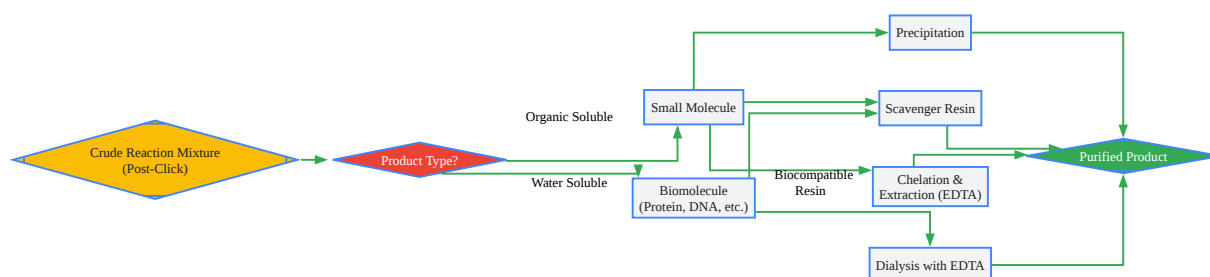 Crude Reaction Mixture
(Post-Click)
Product Type?
Organic Soluble
Water Soluble
Small Molecule
Biomolecule
(Protein, DNA, etc.)
Biocompatible
Resin
Precipitation
Scavenger Resin
Chelation &
Extraction (EDTA)
Dialysis with EDTA
Purified Product